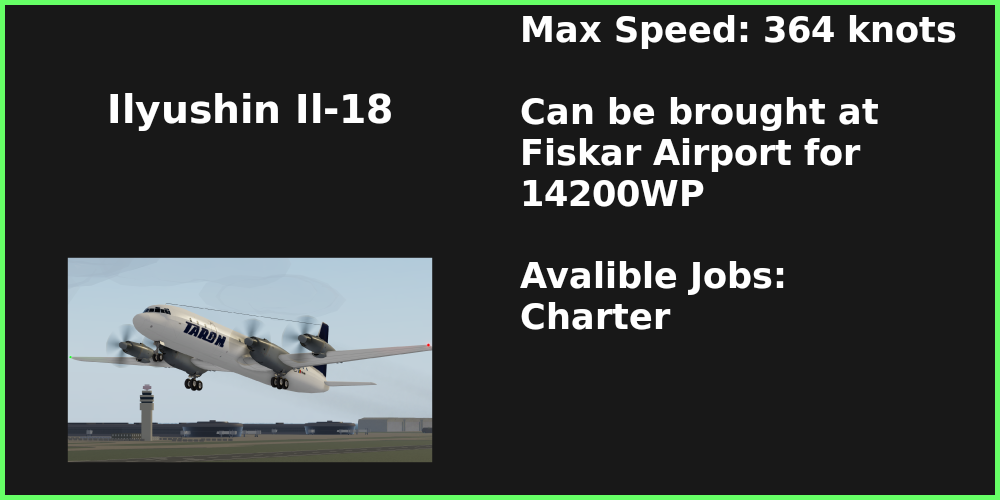 Max Speed: 364 knots
Ilyushin Il-18
Can be brought at
Fiskar Airport for
14200WP
Avalible Jobs:
Charter
TAROM